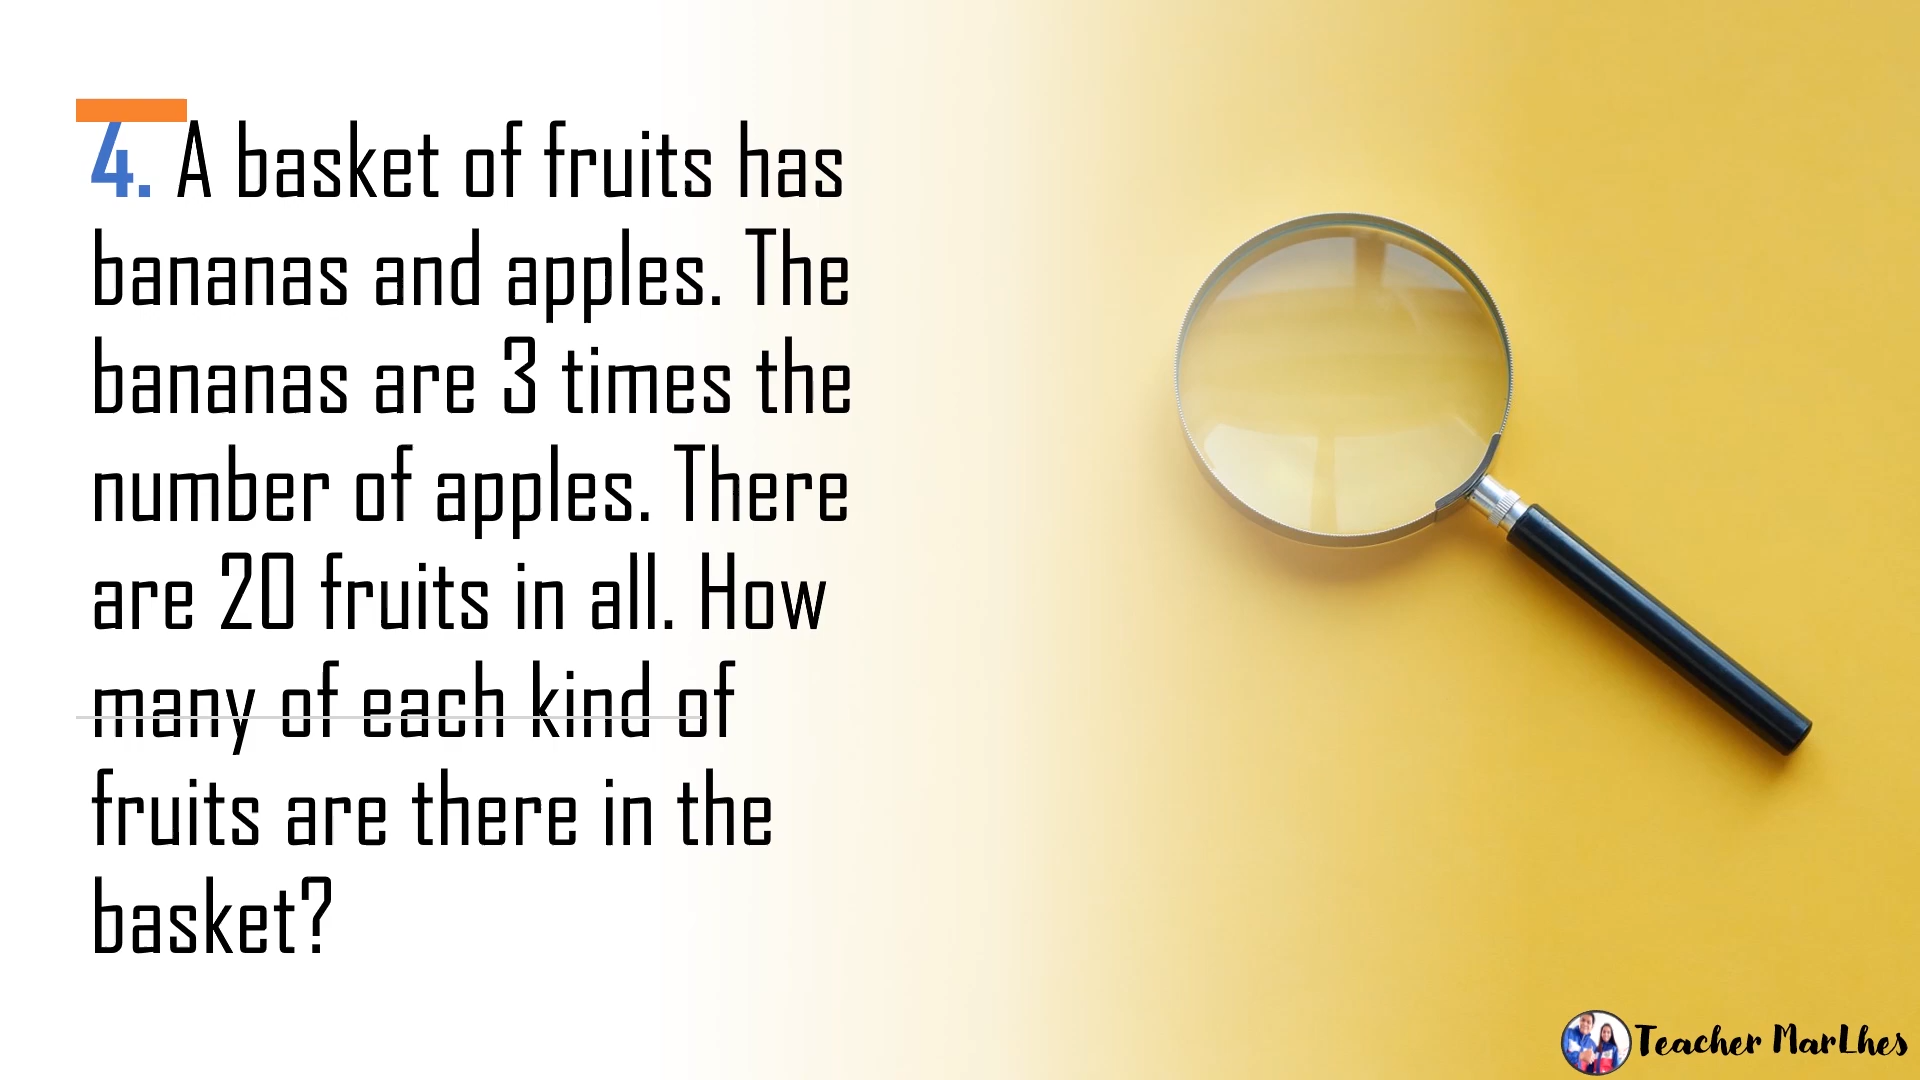 4. A basket of fruits has
bananas and apples. The
bananas are 3 times the
number of apples. There
are 20 fruits in all. How
many of each kind of
fruits are there in the
basket?
Teacher MarLhes